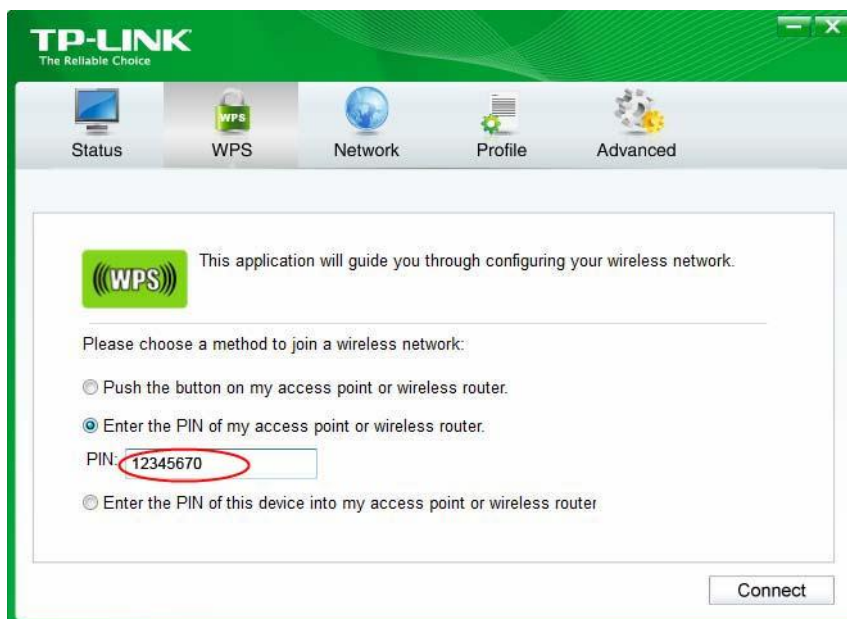 TP-LINK
The Reliable Choice
Status
WPS
WPS
Network
Profile
Advanced
((WPS))
This application will guide you through configuring your wireless network.
Please choose a method to join a wireless network:
Push the button on my access point or wireless router.
Enter the PIN of my access point or wireless router.
PIN: 12345670
Enter the PIN of this device into my access point or wireless router
Connect